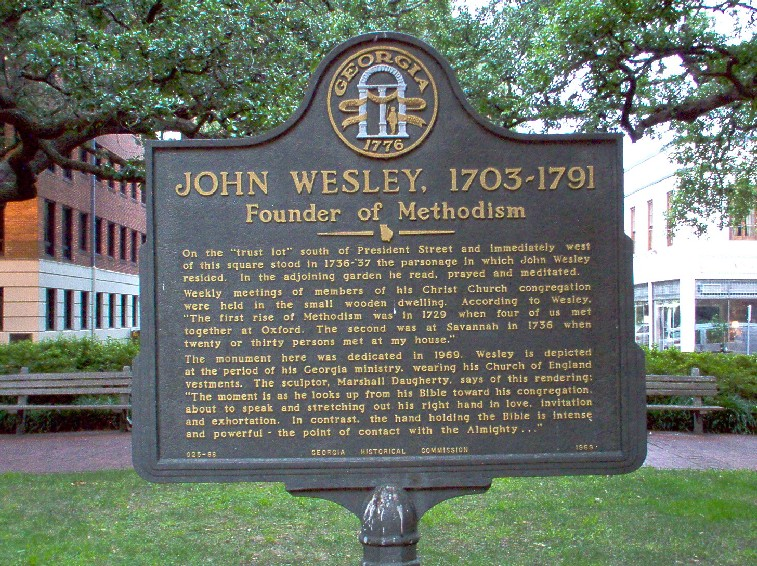 GEORGIA
1776
JOHN WESLEY, 1703-1791
Founder of Methodism
On the "trust lot" south of President Street and immediately west
of this square stood in 1736-'37 the parsonage in which John Wesley
resided. In the adjoining garden he read, prayed and meditated.
Weekly meetings of members of his Christ Church congregation
were held in the small wooden dwelling. According to Wesley,
"The first rise of Methodism was in 1729 when four of us met
together at Oxford. The second was at Savannah in 1736 when
twenty or thirty persons met at my house."
The monument here was dedicated in 1969. Wesley is depicted
at the period of his Georgia ministry, wearing his Church of England
vestments. The sculptor, Marshall Daugherty, says of this rendering:
"The moment is as he looks up from his Bible toward his congregation,
about to speak and stretching out his right hand in love, invitation
and exhortation. In contrast, the hand holding the Bible is intense
and powerful - the point of contact with the Almighty..."
025-86 GEORGIA HISTORICAL COMMISSION 1969